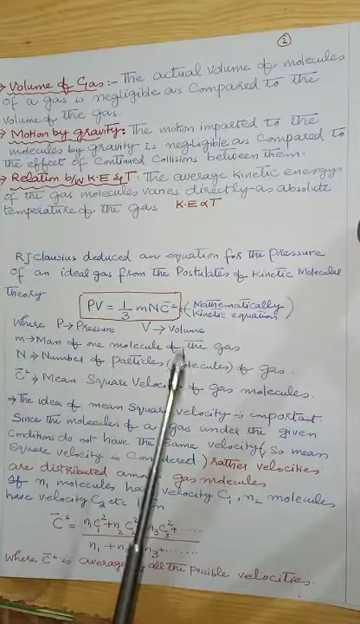 ②
→ Volume of Gas:- The actual volume of molecules
of a gas is negligible as compared to the
volume of the gas.
→ Motion by gravity: The motion imparted to the
molecules by gravity is negligible as compared to
the effect of Continued Collisions between them.
→ Relation b/w K.E & T. The average kinetic energy
of the gas molecules varies directly as absolute
temperature of the gas K.E ∝ T
RJ Clausius deduced an equation for the Pressure
of an ideal gas from the Postulates of Kinetic Molecular
theory
PV = 1/3 mNC̄² (Mathematically Kinetic equation)
Where P → Pressure V → Volume
m → Mass of one molecule of the gas
N → Number of particles (molecules) of gas.
C̄² → Mean Square Velocity of gas molecules.
→ The idea of mean Square velocity is important
Since the molecules of a gas under the given
Conditions do not have the same velocity (So mean
Square velocity is Considered) rather velocities
are distributed among gas molecules
If n₁ molecules have velocity C₁, n₂ molecules
have velocity C₂ etc
C̄² = n₁C₁²+n₂C₂² n₃C₃²+......
n₁ + n₃+.....
Where C̄² is average all the possible velocities.